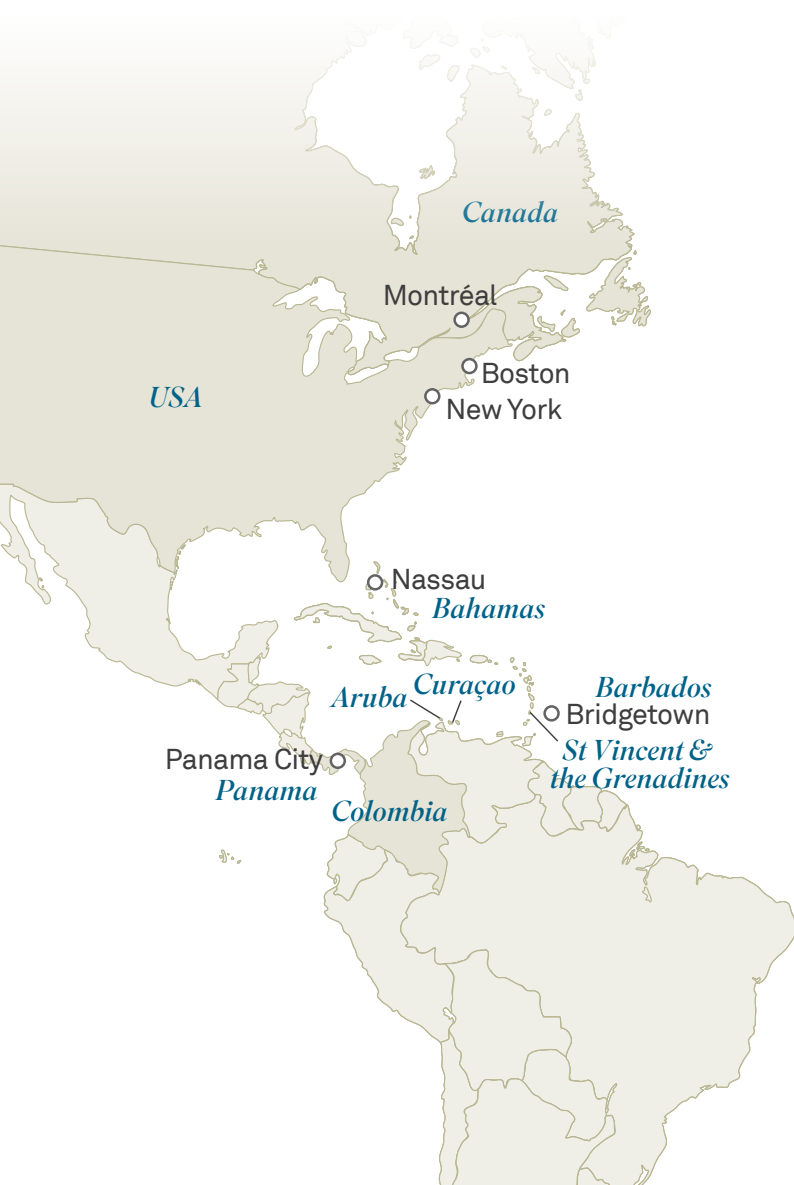 Canada
Montréal
Boston
USA
New York
Nassau
Bahamas
Aruba
Curaçao
Barbados
Bridgetown
St Vincent &
the Grenadines
Panama City
Panama
Colombia